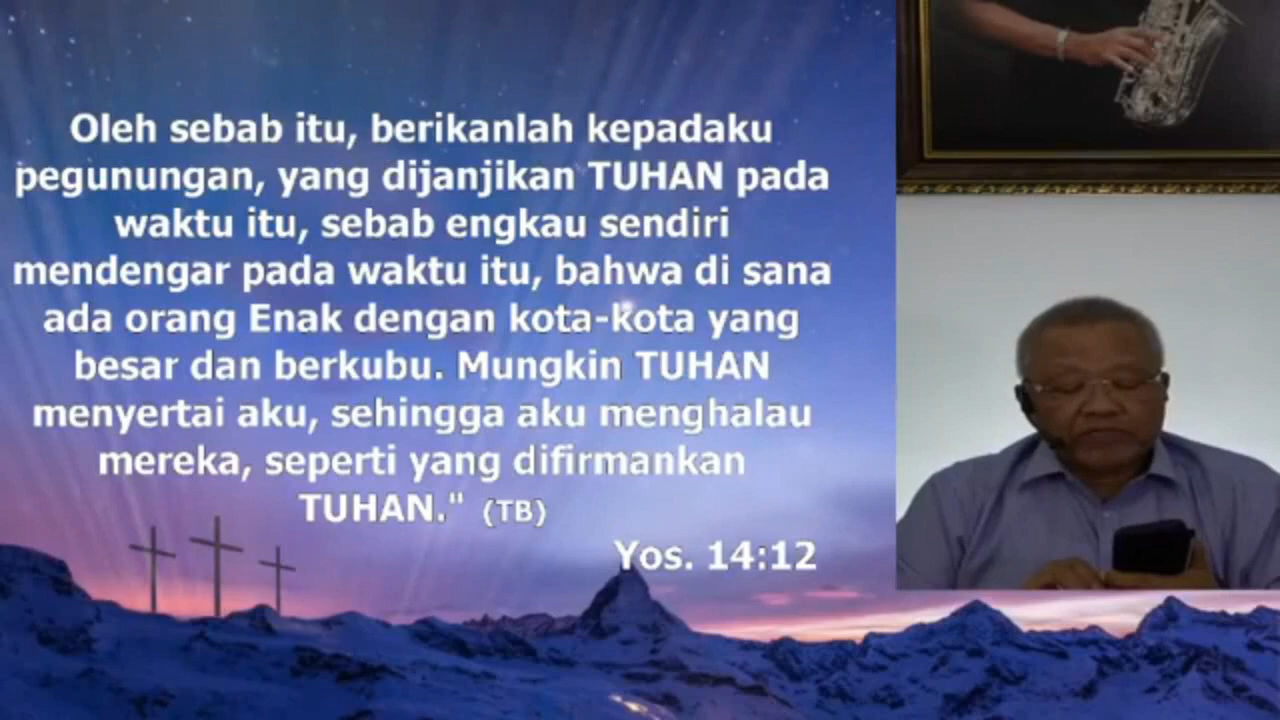 Oleh sebab itu, berikanlah kepadaku
pegunungan, yang dijanjikan TUHAN pada
waktu itu, sebab engkau sendiri
mendengar pada waktu itu, bahwa di sana
ada orang Enak dengan kota-kota yang
besar dan berkubu. Mungkin TUHAN
menyertai aku, sehingga aku menghalau
mereka, seperti yang difirmankan
TUHAN." (TB)
Yos. 14:12